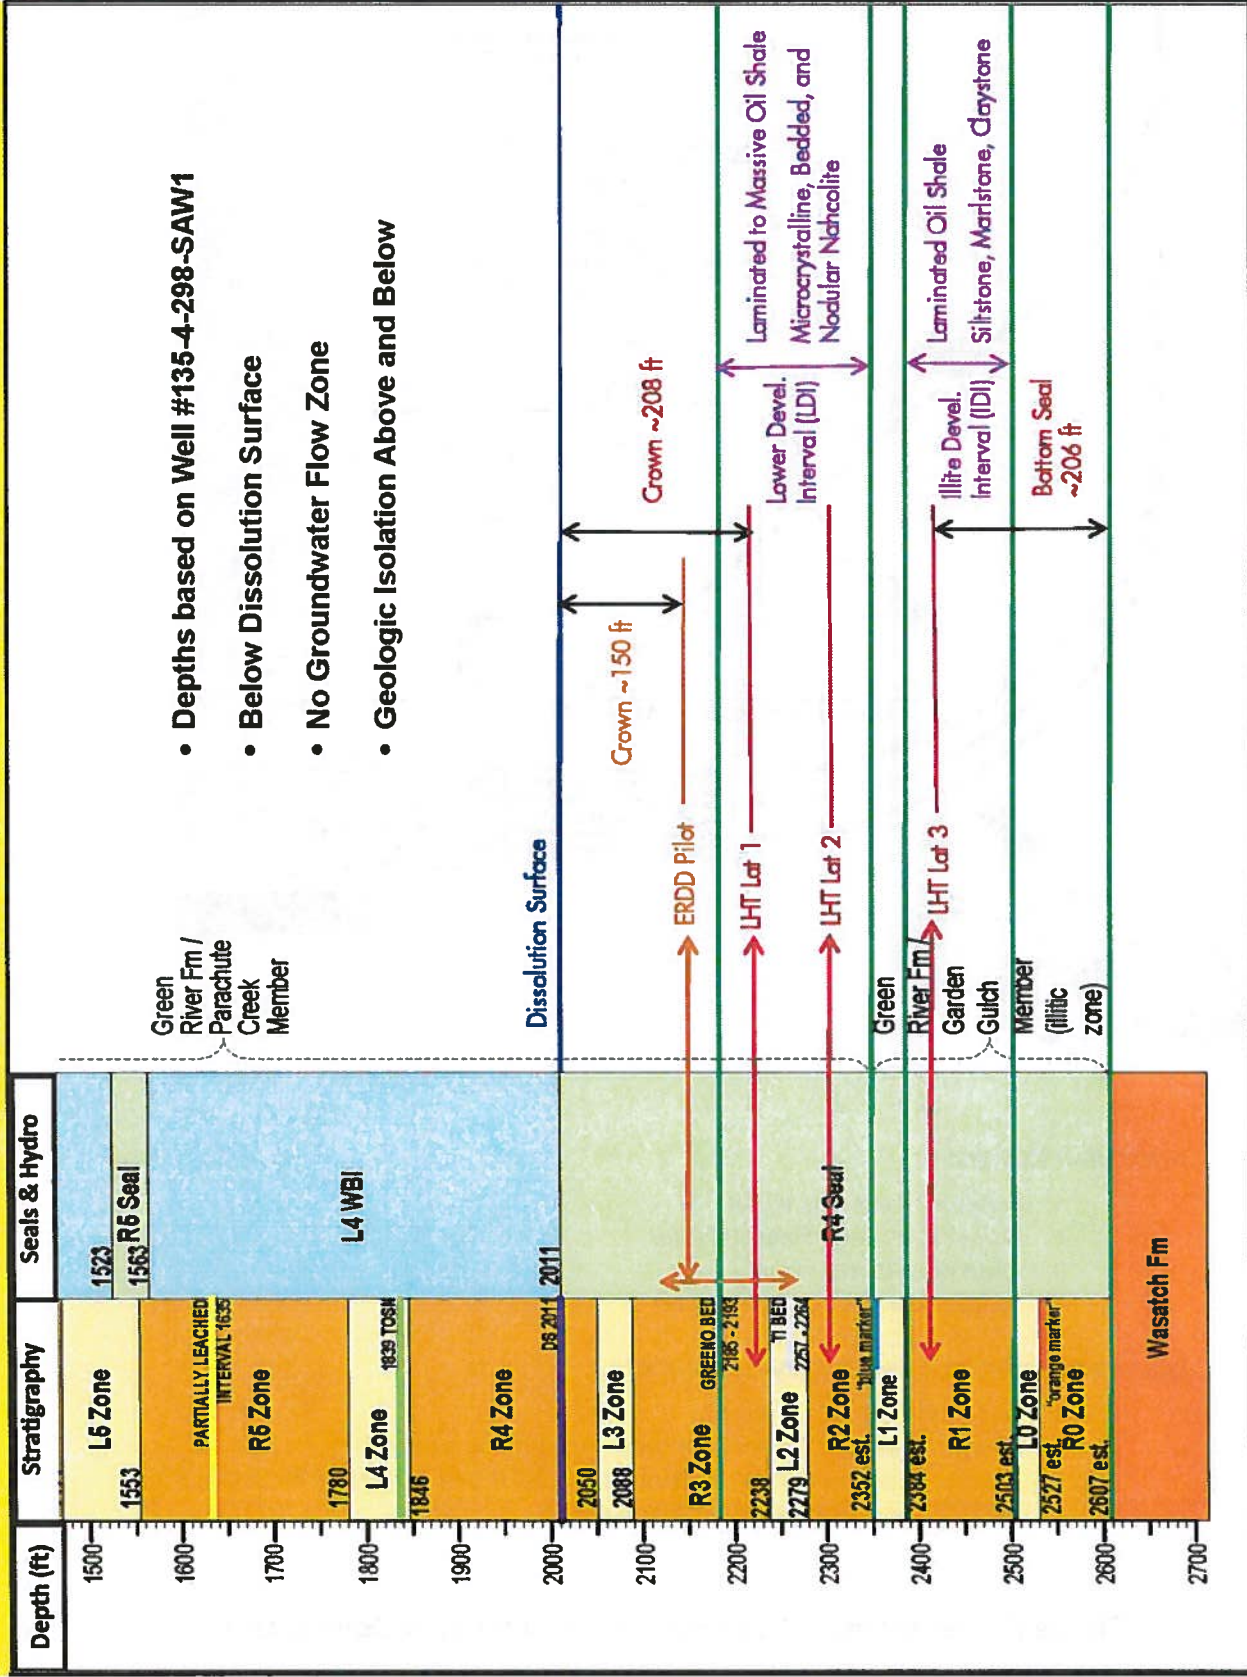 Depth (ft)
Stratigraphy
Seals & Hydro
1500
1600
1700
1800
1900
2000
2100
2200
2300
2400
2500
2600
2700
L5 Zone
1553
PARTIALLY LEACHED
INTERVAL 1635
R5 Zone
1780
L4 Zone
1839 TOSN
1846
R4 Zone
DS 2011
2050
L3 Zone
2088
GREENO BED
2185 - 2193
R3 Zone
2238
TI BED
2257 - 2264
L2 Zone
2279
R2 Zone
2352 est.
"blue marker"
L1 Zone
2384 est.
R1 Zone
2503 est.
L0 Zone
2527 est.
"orange marker"
R0 Zone
2607 est.
Wasatch Fm
1523
R5 Seal
1563
L4 WBI
2011
R4 Seal
Green
River Fm /
Parachute
Creek
Member
Green
River Fm /
Garden
Gulch
Member
(illitic
zone)
Dissolution Surface
ERDD Pilot
LHT Lat 1
LHT Lat 2
LHT Lat 3
Crown ~150 ft
Crown ~208 ft
Lower Devel.
Interval (LDI)
Illite Devel.
Interval (IDI)
Bottom Seal
~206 ft
Laminated to Massive Oil Shale
Microcrystalline, Bedded, and
Nodular Nahcolite
Laminated Oil Shale
Siltstone, Marlstone, Claystone
• Depths based on Well #135-4-298-SAW1
• Below Dissolution Surface
• No Groundwater Flow Zone
• Geologic Isolation Above and Below